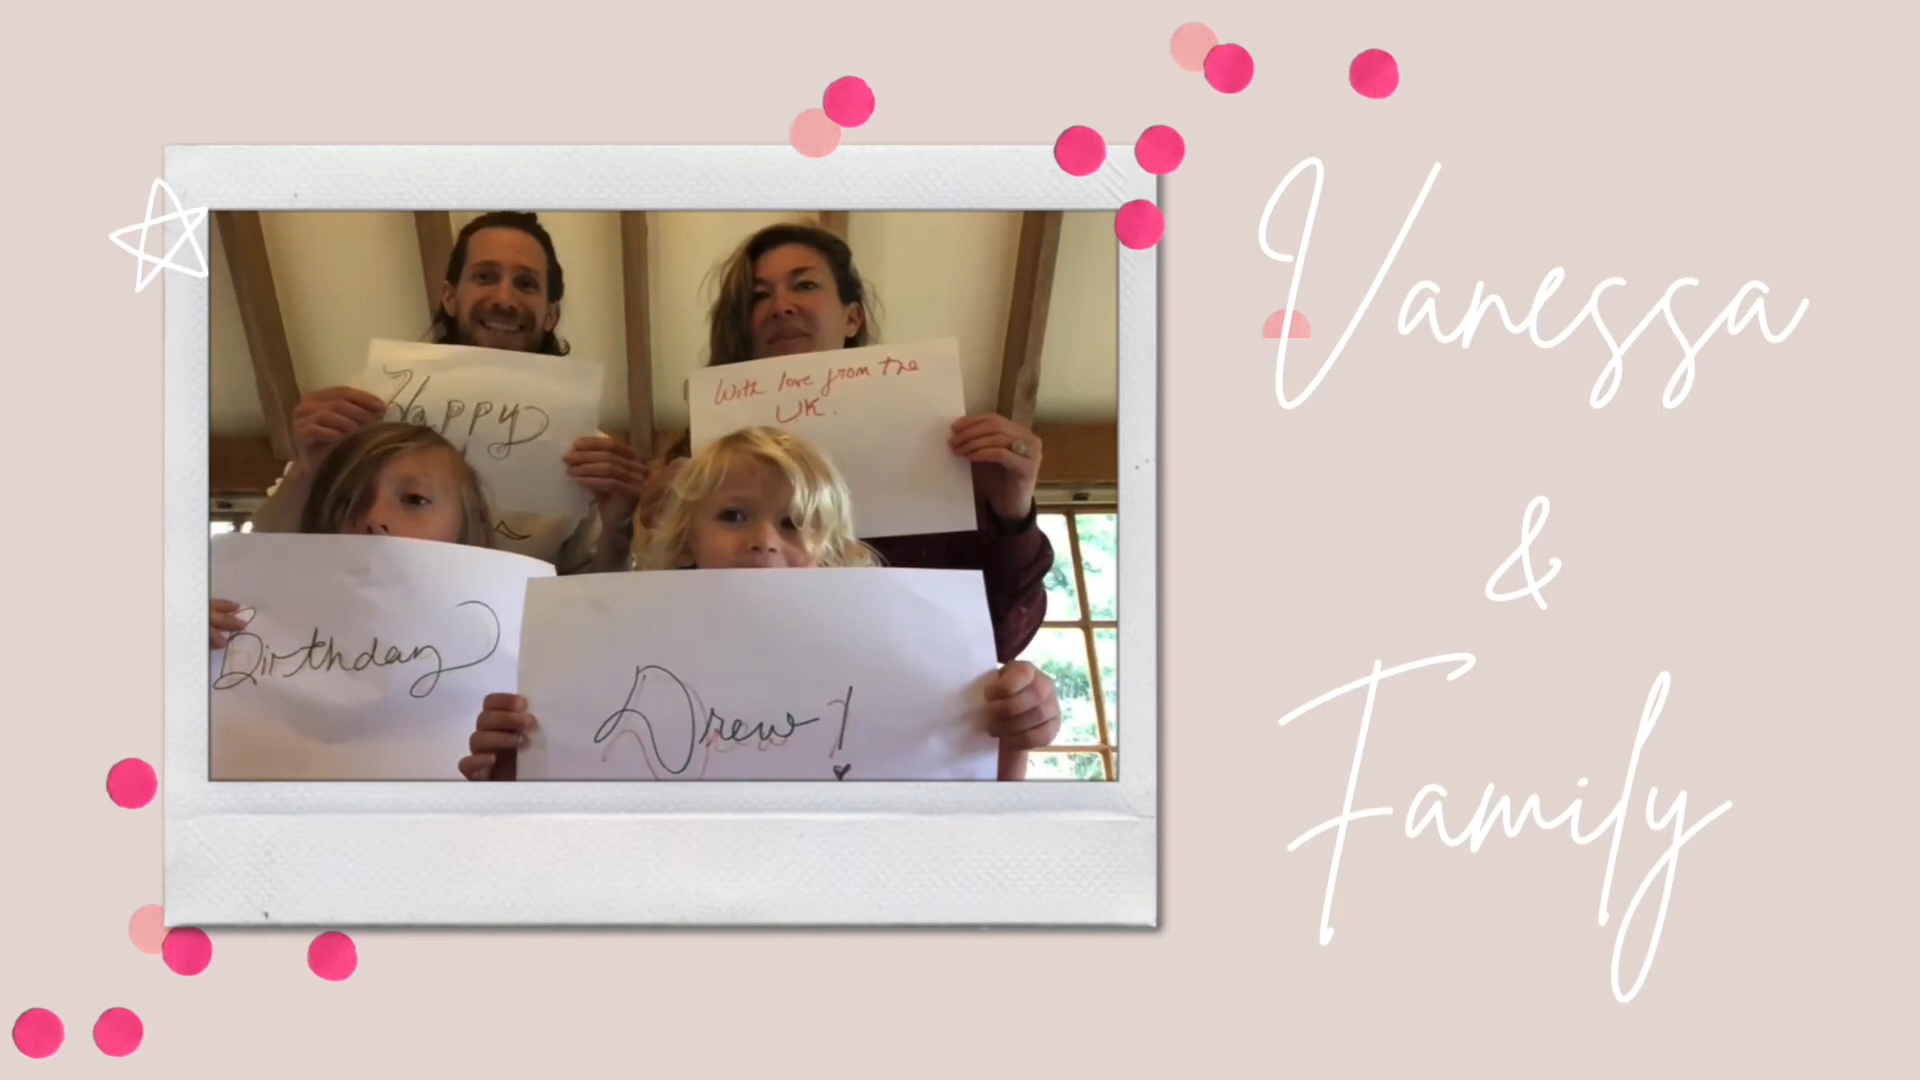 Happy
With love from the
UK.
Birthday
Drew!
Vanessa
&
Family